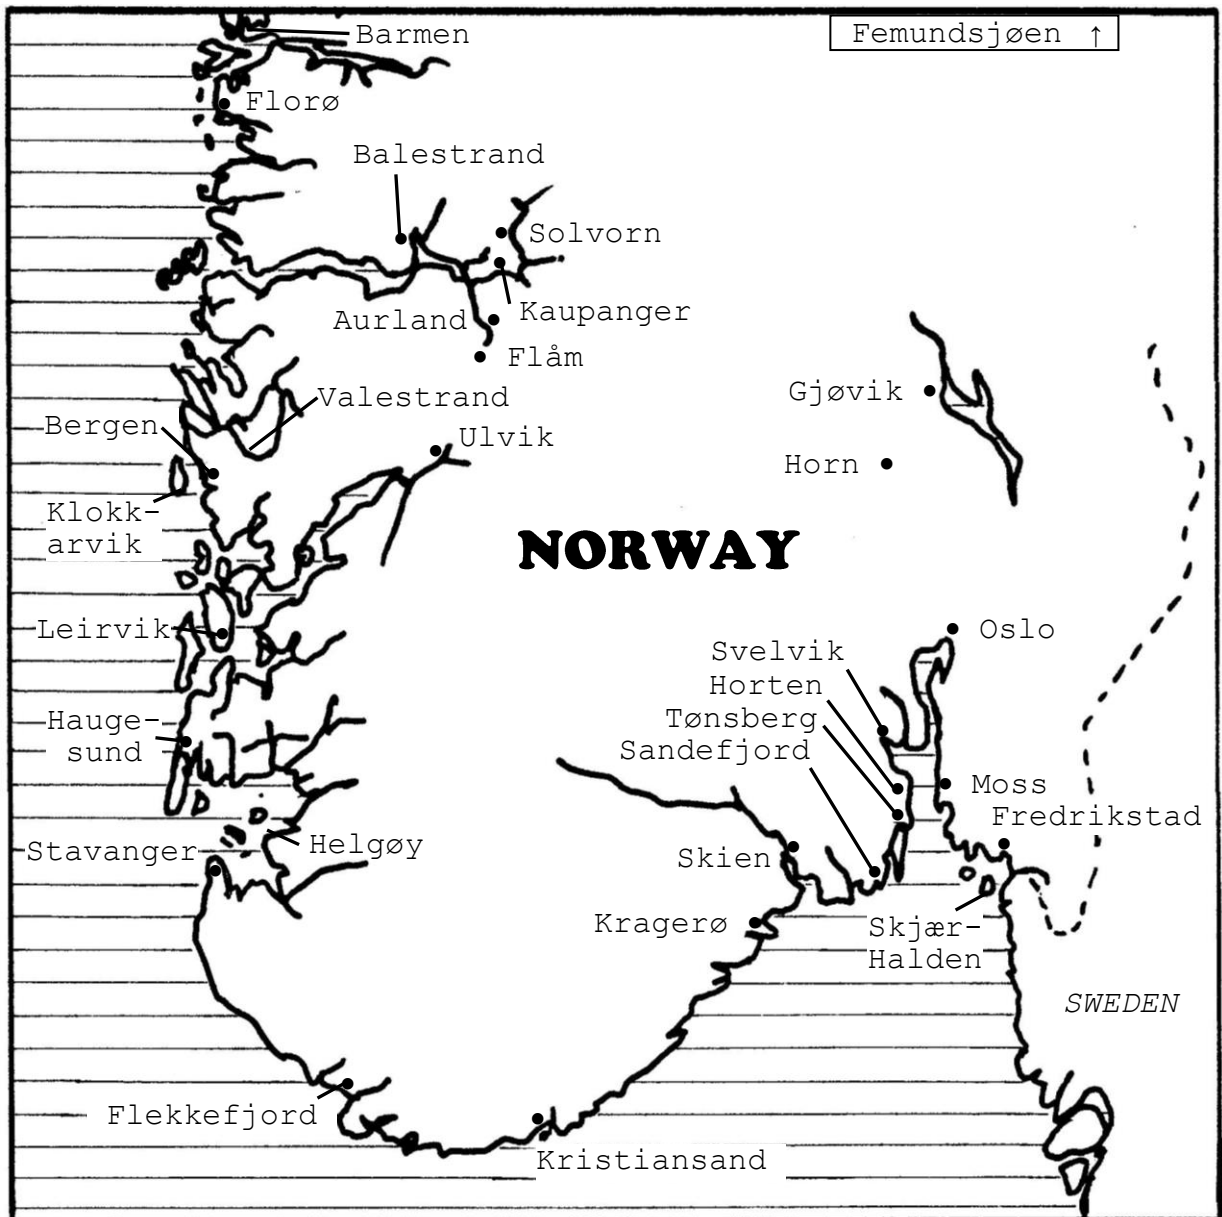 Barmen
Femundsjøen ↑
Florø
Balestrand
Solvorn
Kaupanger
Aurland
Flåm
Valestrand
Gjøvik
Bergen
Ulvik
Horn
Klokk-
arvik
NORWAY
Leirvik
Oslo
Svelvik
Horten
Tønsberg
Sandefjord
Hauge-
sund
Moss
Fredrikstad
Helgøy
Stavanger
Skien
Kragerø
Skjær-
Halden
SWEDEN
Flekkefjord
Kristiansand